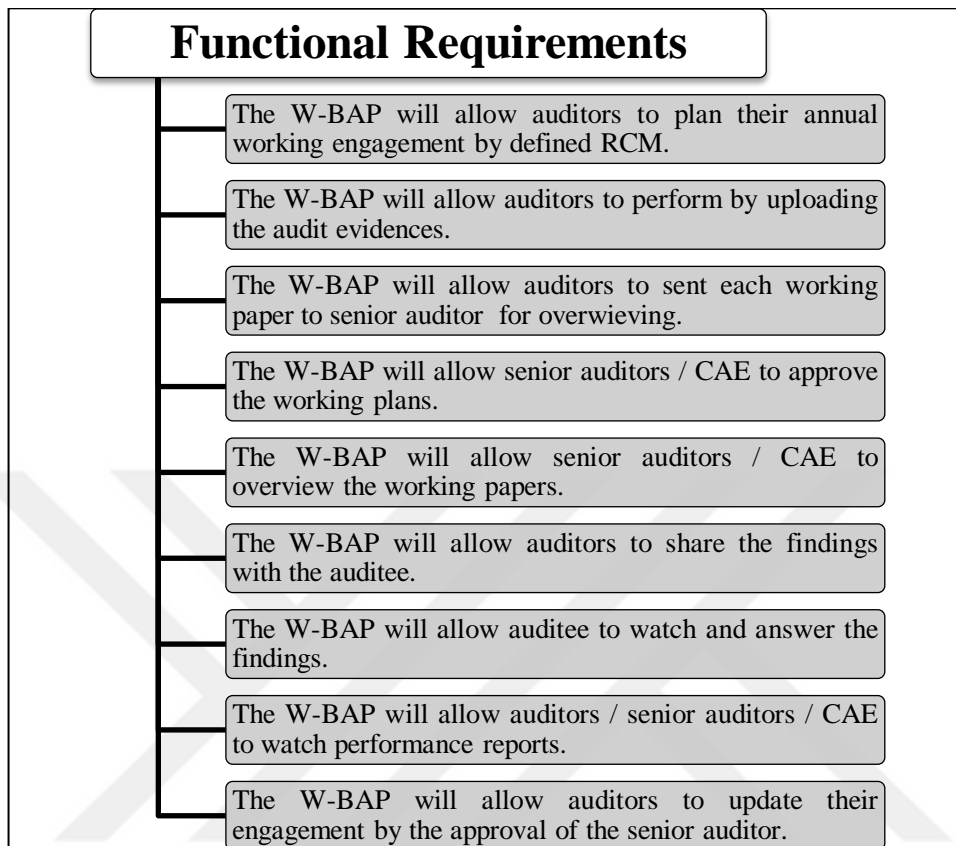 Functional Requirements
The W-BAP will allow auditors to plan their annual
working engagement by defined RCM.
The W-BAP will allow auditors to perform by uploading
the audit evidences.
The W-BAP will allow auditors to sent each working
paper to senior auditor for overwieving.
The W-BAP will allow senior auditors / CAE to approve
the working plans.
The W-BAP will allow senior auditors / CAE to
overview the working papers.
The W-BAP will allow auditors to share the findings
with the auditee.
The W-BAP will allow auditee to watch and answer the
findings.
The W-BAP will allow auditors / senior auditors / CAE
to watch performance reports.
The W-BAP will allow auditors to update their
engagement by the approval of the senior auditor.